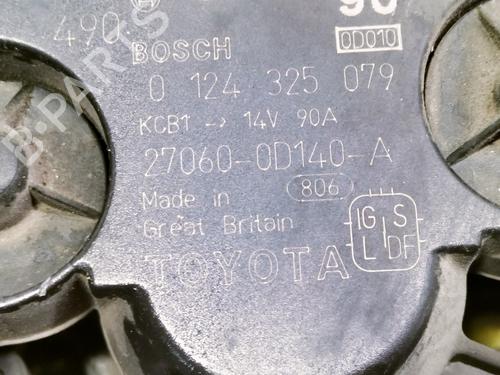 90
490
BOSCH
0D010
0 124 325 079
KCB1 → 14V 90A
27060-0D140-A
Made in 806
Great Britain
IG S
L I DF
TOYOTA
B-PARTS